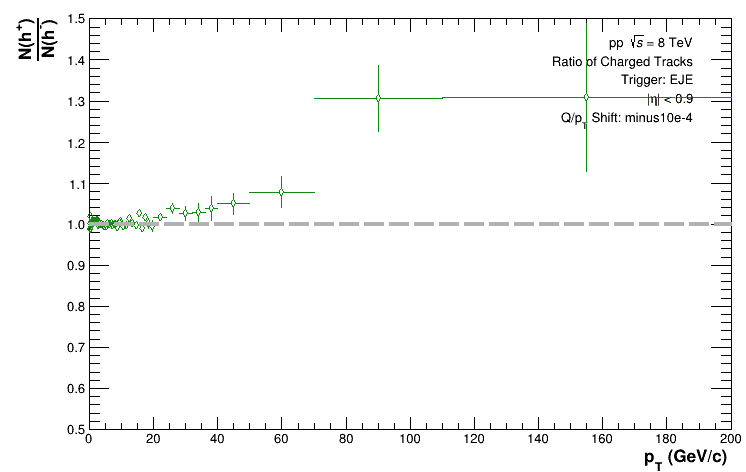 N(h⁺)
N(h⁻)
1.5
1.4
1.3
1.2
1.1
1.0
0.9
0.8
0.7
0.6
0.5
pp √s = 8 TeV
Ratio of Charged Tracks
Trigger: EJE
|η| < 0.9
Q/p_T Shift: minus10e-4
0 20 40 60 80 100 120 140 160 180 200
p_T (GeV/c)